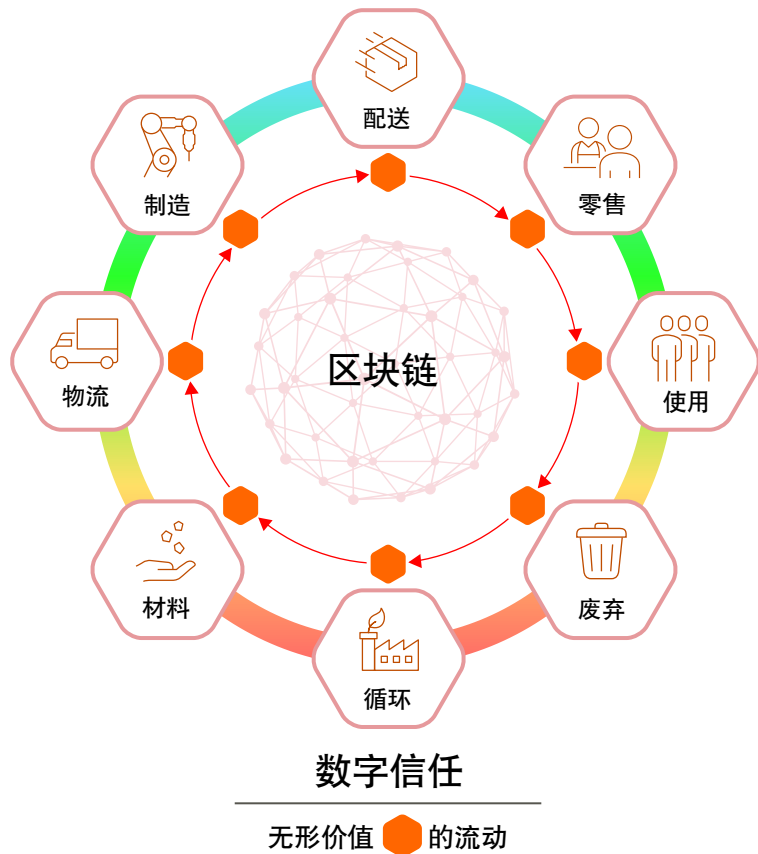 配送
制造
零售
物流
区块链
使用
材料
废弃
循环
数字信任
无形价值 的流动